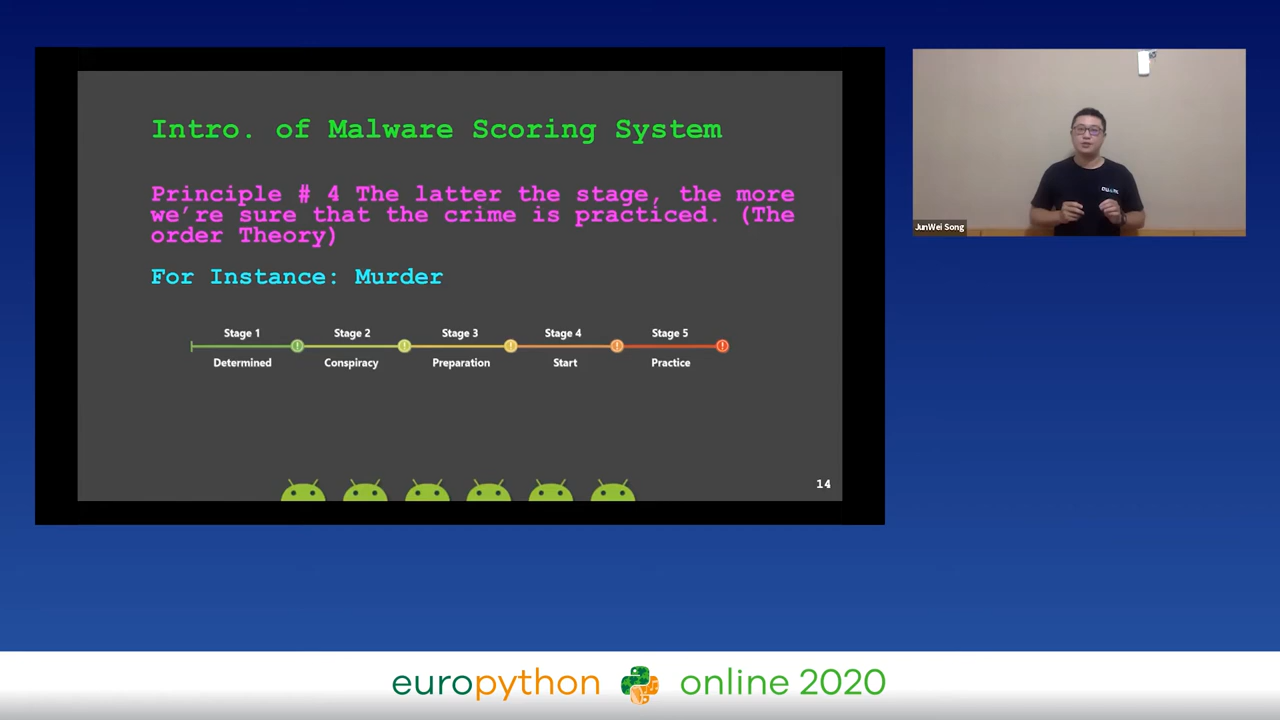 Intro. of Malware Scoring System
Principle # 4 The latter the stage, the more
we're sure that the crime is practiced. (The
order Theory)
For Instance: Murder
Stage 1
Stage 2
Stage 3
Stage 4
Stage 5
Determined
Conspiracy
Preparation
Start
Practice
14
JunWei Song
europython
online 2020